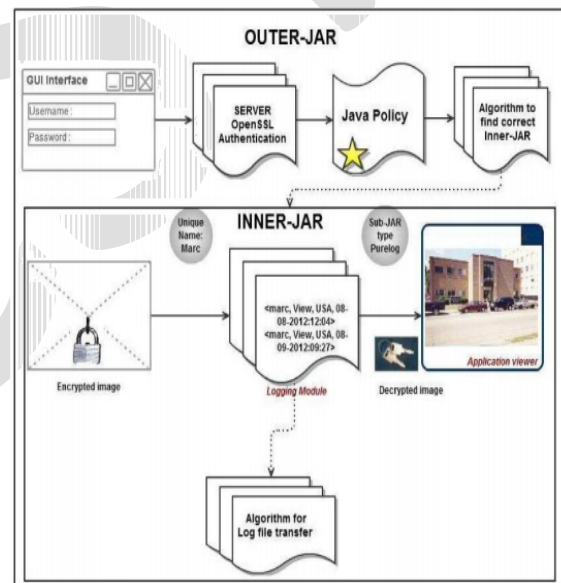 OUTER-JAR
GUI Interface
Username :
Password :
SERVER
OpenSSL
Authentication
Java Policy
Algorithm to
find correct
Inner-JAR
Unique
Name:
Marc
INNER-JAR
Sub-JAR
type
Purelog
<marc, View, USA, 08-
08-2012:12:04>
<marc, View, USA, 08-
09-2012:09:27>
Application viewer
Encrypted image
Logging Module
Decrypted image
Algorithm for
Log file transfer